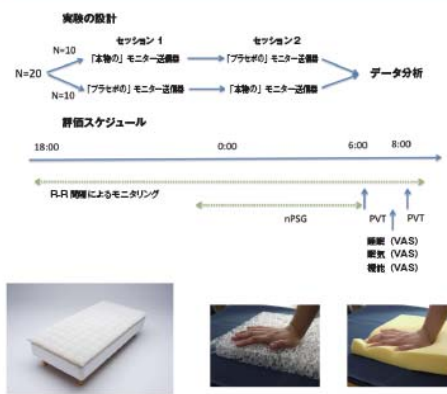 実験の設計
セッション 1
セッション 2
N=10
「本物の」モニター送信器
「プラセボの」モニター送信器
N=20
データ分析
N=10
「プラセボの」モニター送信器
「本物の」モニター送信器
評価スケジュール
18:00
0:00
6:00
8:00
R-R 間隔によるモニタリング
nPSG
PVT
PVT
睡眠 (VAS)
眠気 (VAS)
機能 (VAS)